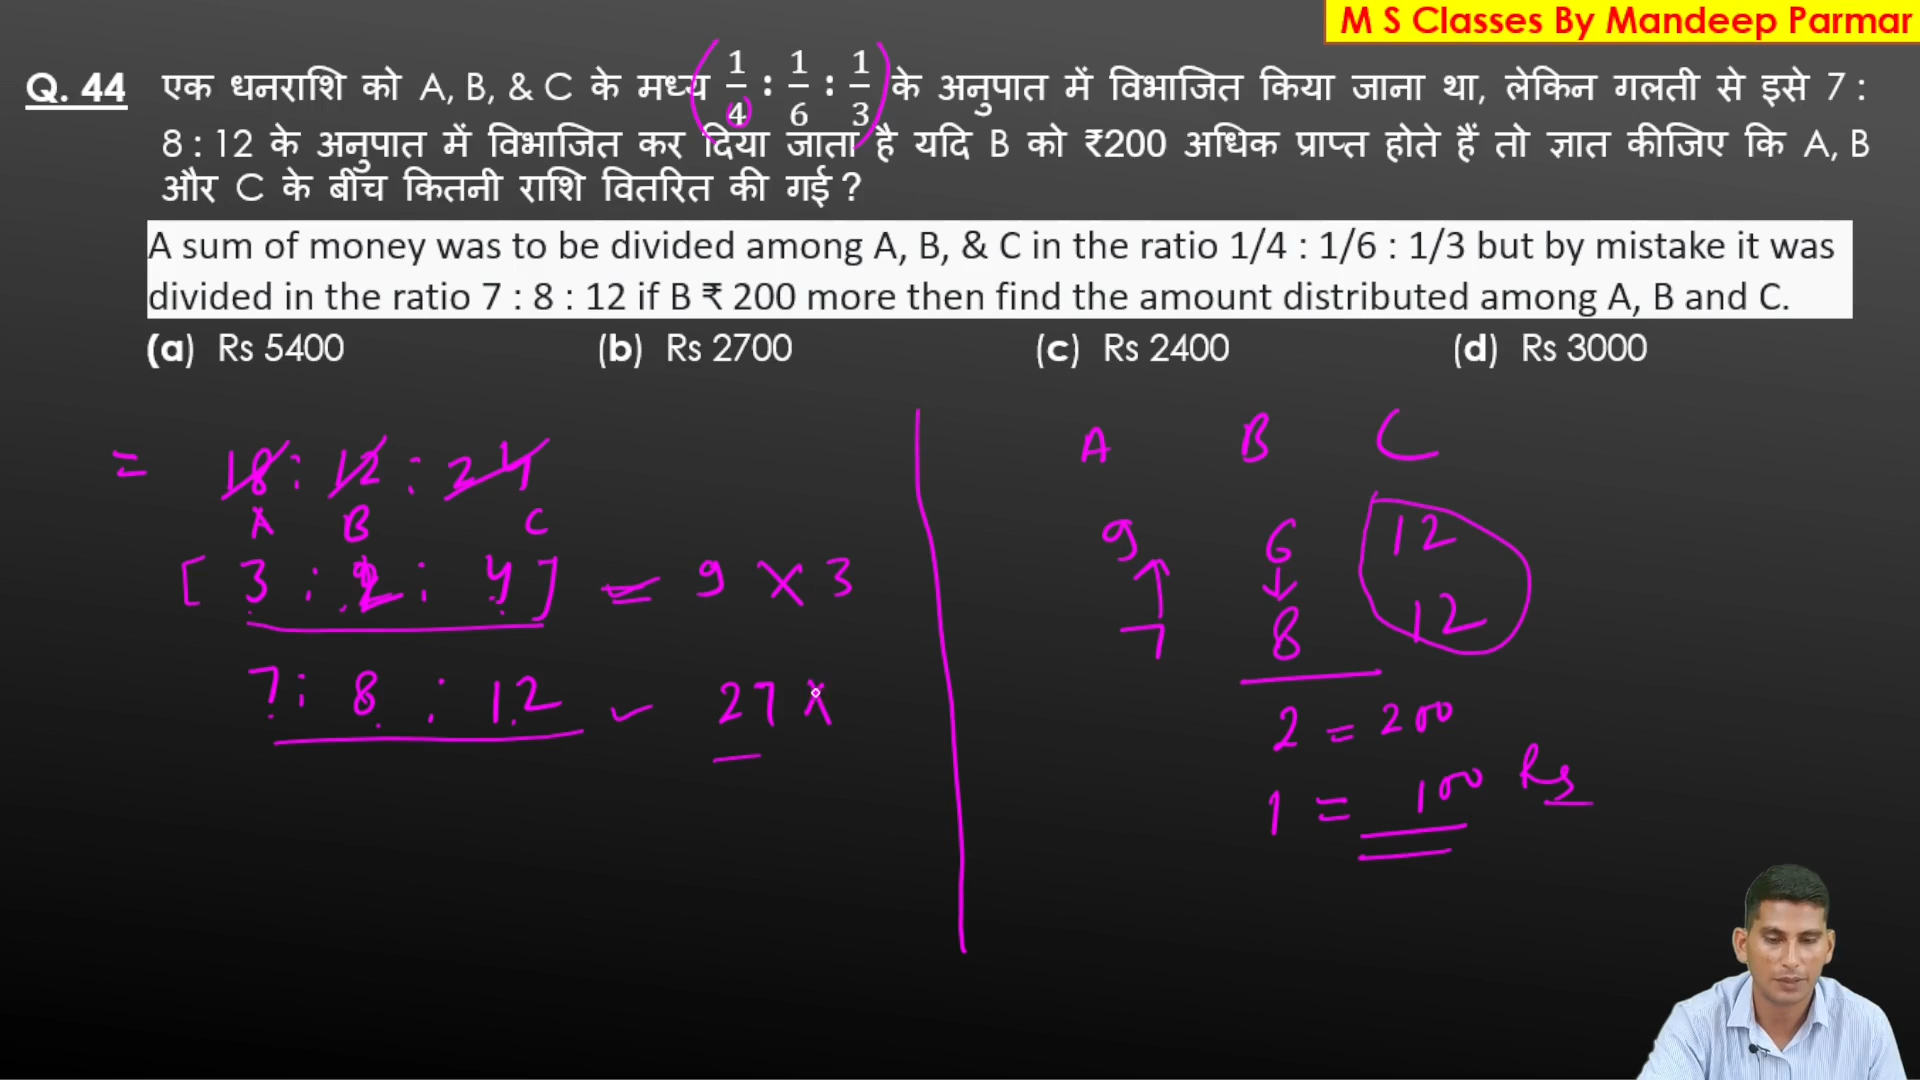 M S Classes By Mandeep Parmar
Q. 44 एक धनराशि को A, B, & C के मध्य (1/4 : 1/6 : 1/3) के अनुपात में विभाजित किया जाना था, लेकिन गलती से इसे 7 :
8 : 12 के अनुपात में विभाजित कर दिया जाता है यदि B को ₹200 अधिक प्राप्त होते हैं तो ज्ञात कीजिए कि A, B
और C के बीच कितनी राशि वितरित की गई ?
A sum of money was to be divided among A, B, & C in the ratio 1/4 : 1/6 : 1/3 but by mistake it was
divided in the ratio 7 : 8 : 12 if B ₹ 200 more then find the amount distributed among A, B and C.
(a) Rs 5400 (b) Rs 2700 (c) Rs 2400 (d) Rs 3000
= 18 : 12 : 24
A B C
[ 3 : 2 : 4 ] = 9 × 3
7 : 8 : 12 27 ×
A B C
9 6 12
7 8 12
2 = 200
1 = 100 Rs